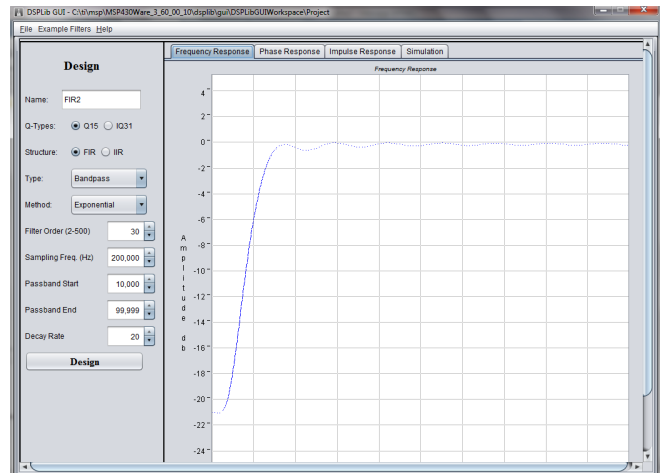 DSPLib GUI - C:\ti\msp\MSP430Ware_3_60_00_10\dsplib\gui\DSPLibGUIWorkspace\Project
File Example Filters Help
Design
Name: FIR2
Q-Types: Q15 IQ31
Structure: FIR IIR
Type: Bandpass
Method: Exponential
Filter Order (2-500) 30
Sampling Freq. (Hz) 200,000
Passband Start 10,000
Passband End 99,999
Decay Rate 20
Design
Frequency Response Phase Response Impulse Response Simulation
Frequency Response
Amplitude db
4
2
0
-2
-4
-6
-8
-10
-12
-14
-16
-18
-20
-22
-24